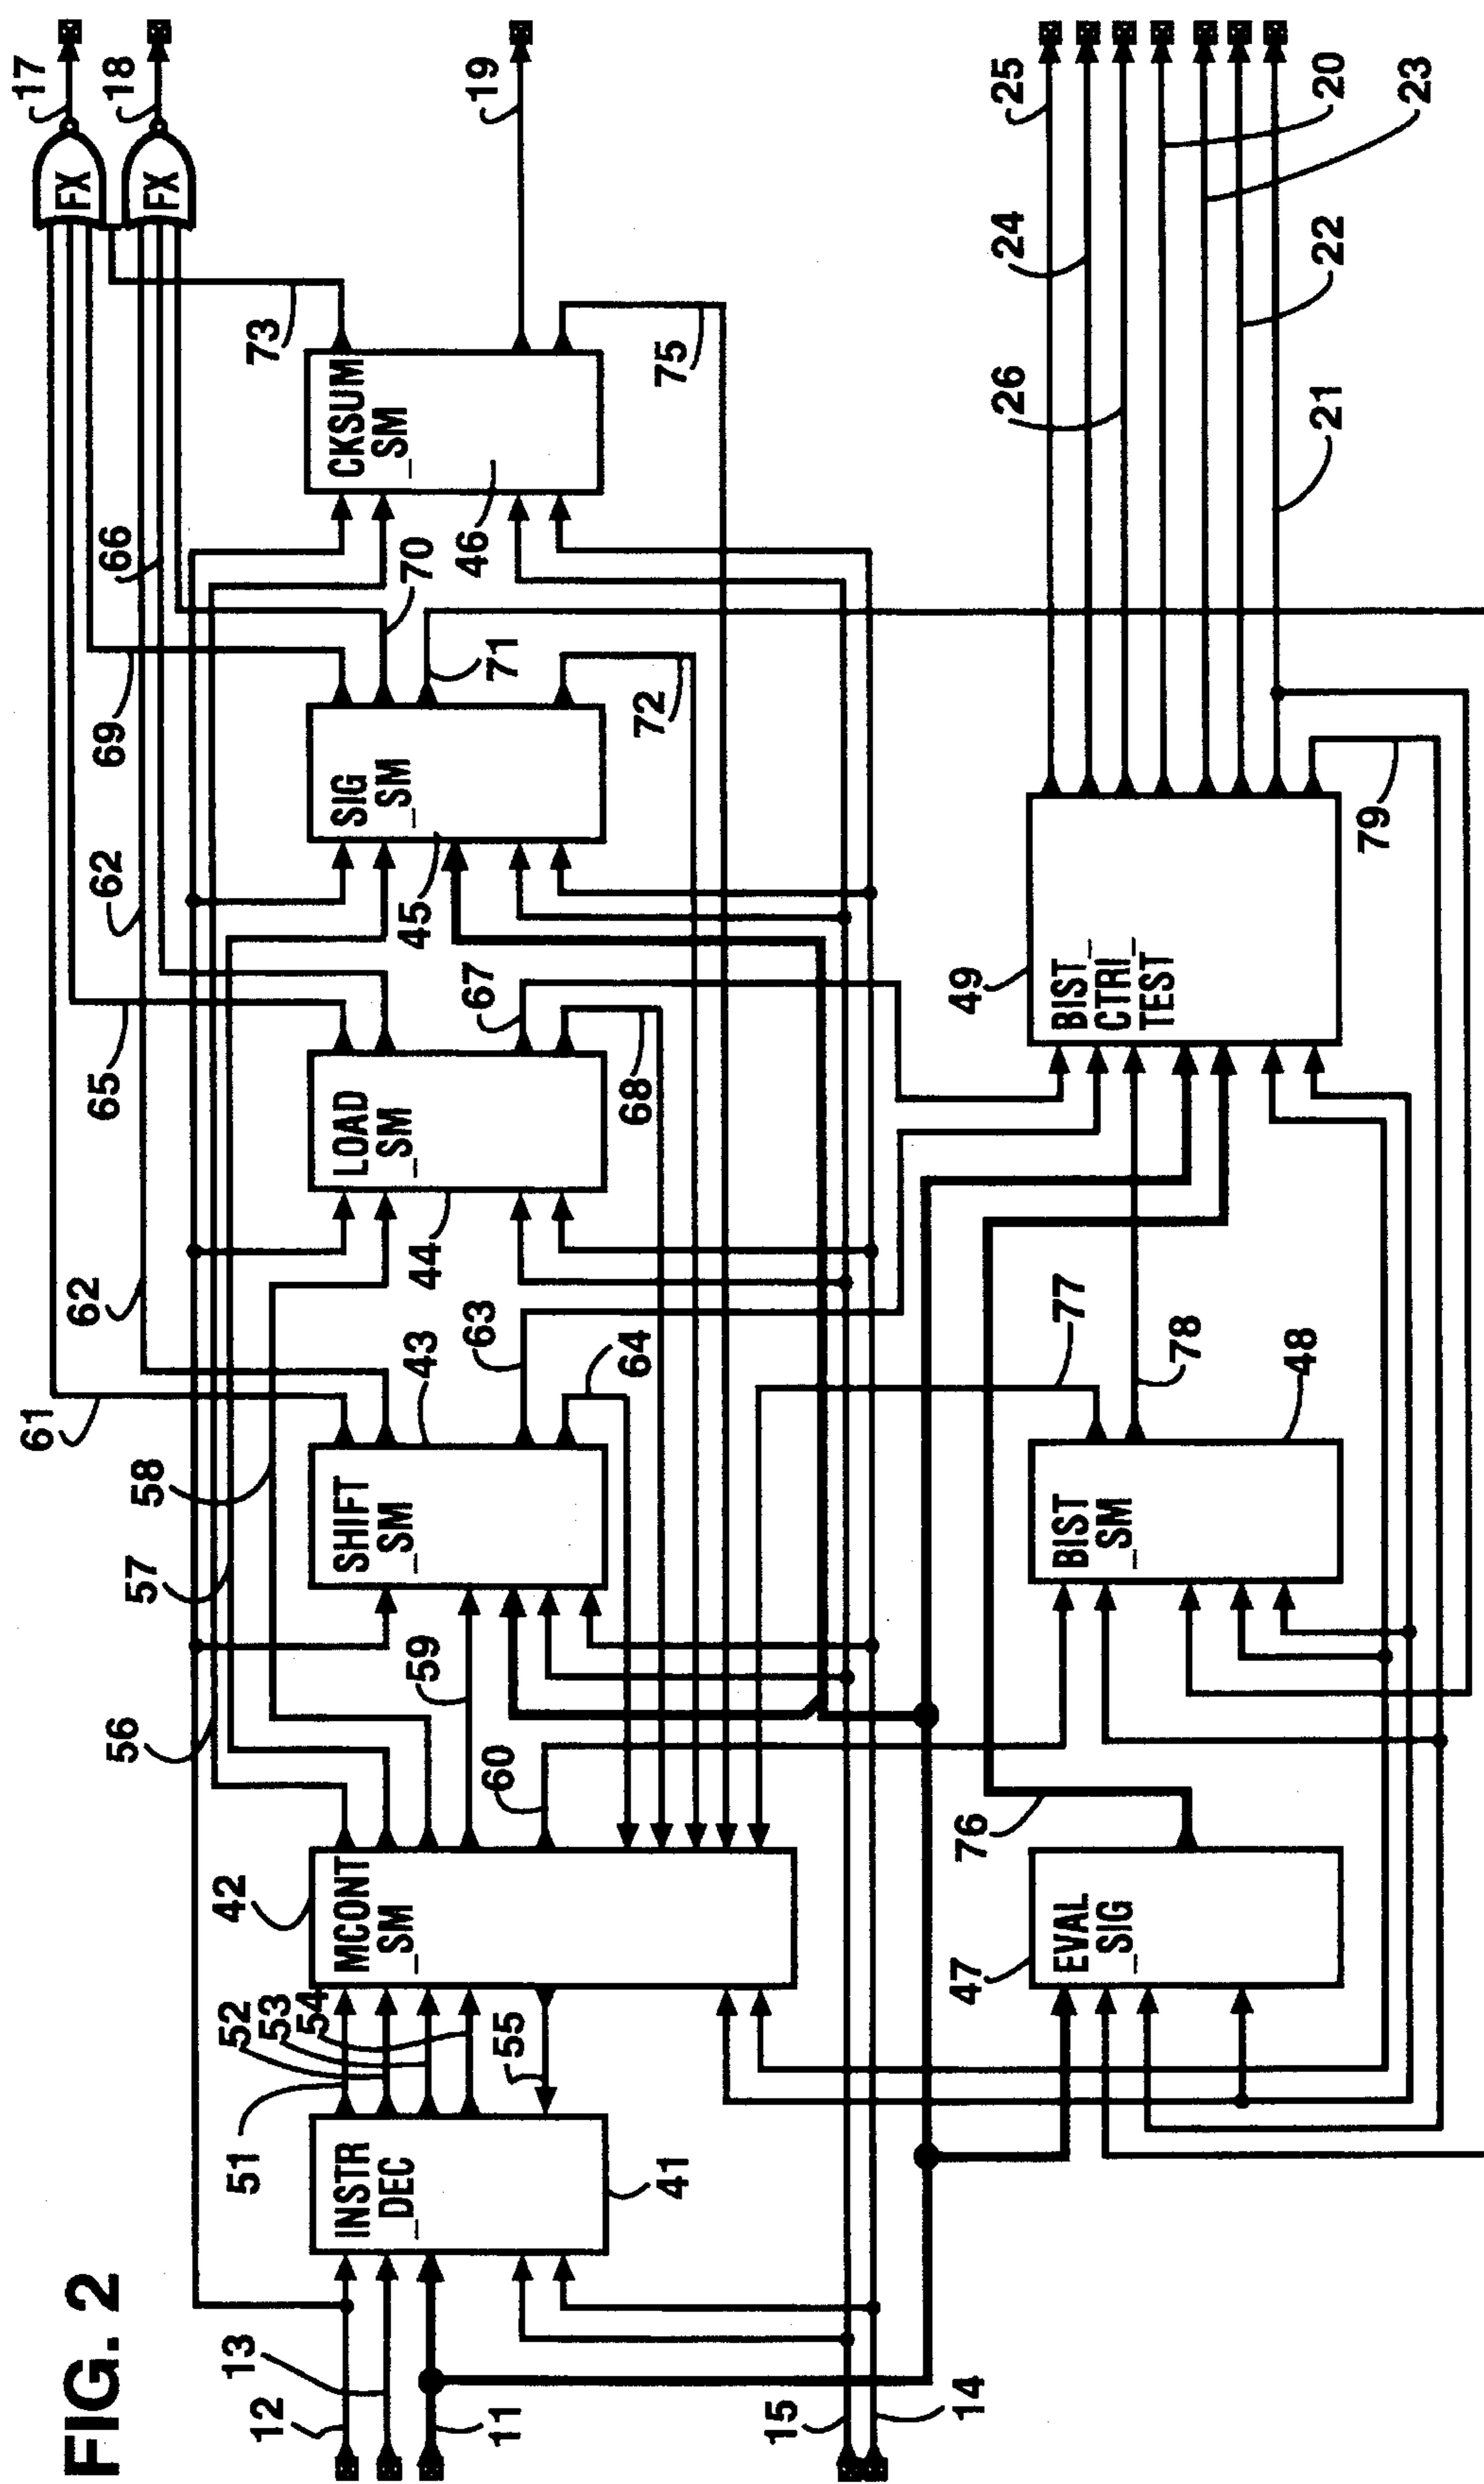 FIG. 2
12
13
11
15
14
INSTR
_DEC
41
51
52
53
54
55
MCONT
_SM
42
56
57
58
59
60
SHIFT
_SM
43
61
62
63
64
LOAD
_SM
44
65
62
66
67
68
SIG
_SM
45
69
70
71
72
CKSUM
_SM
46
73
75
FX
FX
17
18
19
EVAL
_SIG
47
76
BIST
_SM
48
77
78
BIST_
CTRI_
TEST
49
79
25
24
26
20
23
22
21